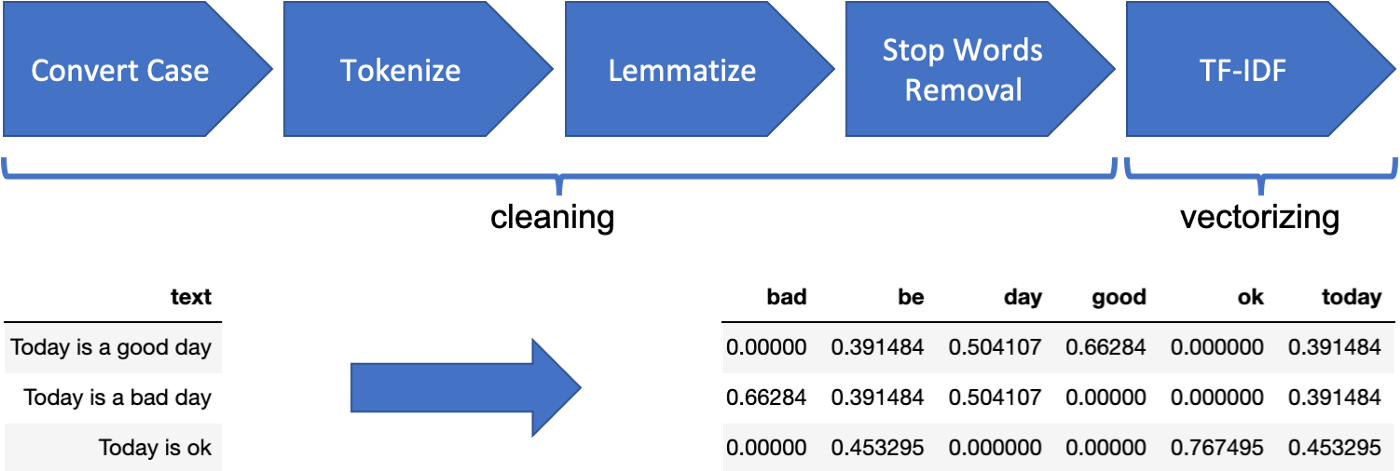 Convert Case
Tokenize
Lemmatize
Stop Words
Removal
TF-IDF
cleaning
vectorizing
text
Today is a good day
Today is a bad day
Today is ok
bad be day good ok today
0.00000 0.391484 0.504107 0.66284 0.000000 0.391484
0.66284 0.391484 0.504107 0.00000 0.000000 0.391484
0.00000 0.453295 0.000000 0.00000 0.767495 0.453295